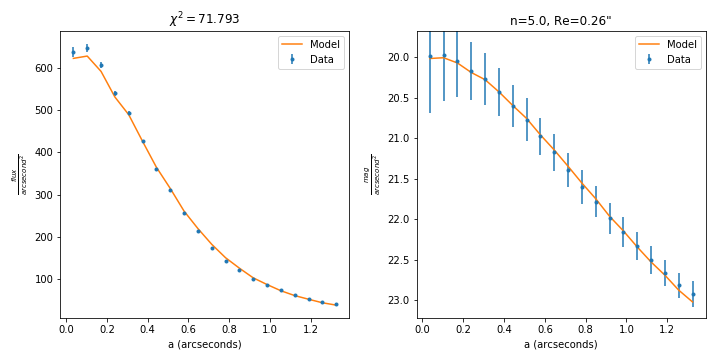 χ² = 71.793
Model
Data
600
500
400
300
200
100
flux
arcsecond²
0.0 0.2 0.4 0.6 0.8 1.0 1.2
a (arcseconds)
n=5.0, Re=0.26"
Model
Data
20.0
20.5
21.0
21.5
22.0
22.5
23.0
mag
arcsecond²
0.0 0.2 0.4 0.6 0.8 1.0 1.2
a (arcseconds)